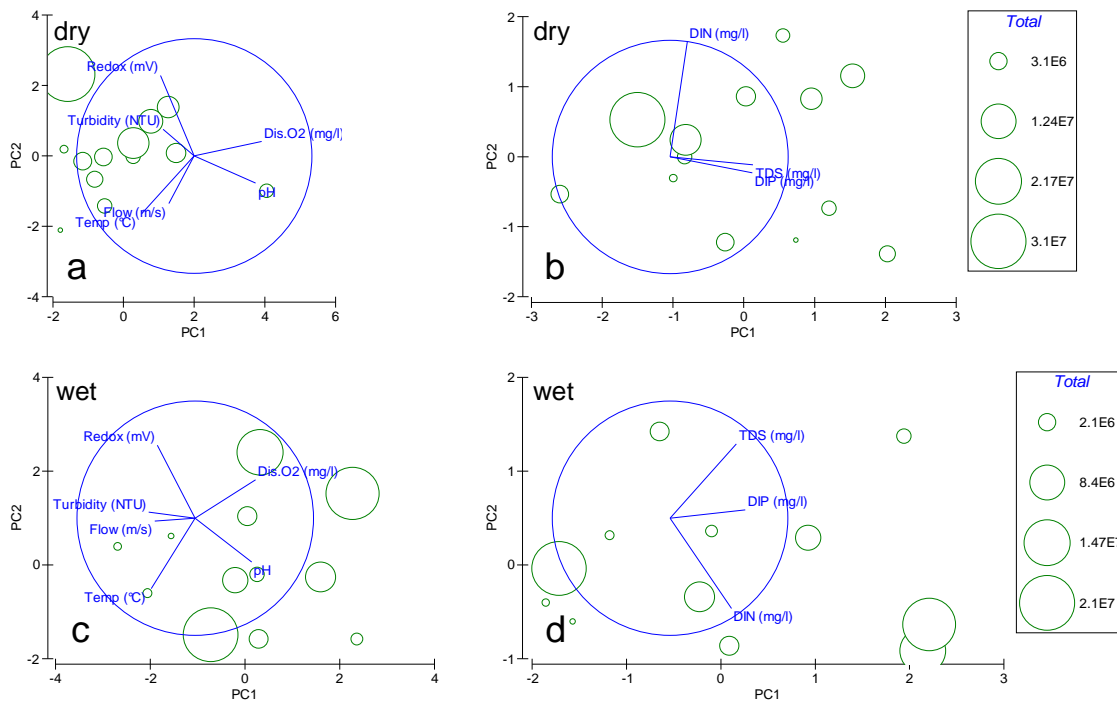 dry
4
2
0
-2
-4
PC2
Redox (mV)
Turbidity (NTU)
Dis.O2 (mg/l)
pH
Flow (m/s)
Temp (°C)
a
-2 0 2 4 6
PC1
dry
2
1
0
-1
-2
PC2
DIN (mg/l)
TDS (mg/l)
DIP (mg/l)
b
-3 -2 -1 0 1 2 3
PC1
Total
3.1E6
1.24E7
2.17E7
3.1E7
wet
4
2
0
-2
PC2
Redox (mV)
Dis.O2 (mg/l)
Turbidity (NTU)
Flow (m/s)
pH
Temp (°C)
c
-4 -2 0 2 4
PC1
wet
2
1
0
-1
PC2
TDS (mg/l)
DIP (mg/l)
DIN (mg/l)
d
-2 -1 0 1 2 3
PC1
Total
2.1E6
8.4E6
1.47E7
2.1E7